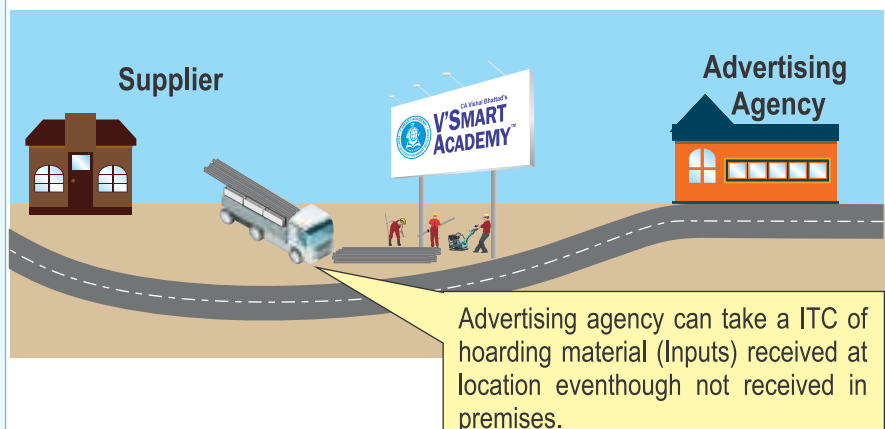 Supplier
Advertising
Agency
CA Vishal Bhattad's
V'SMART
ACADEMY™
Advertising agency can take a ITC of
hoarding material (Inputs) received at
location eventhough not received in
premises.